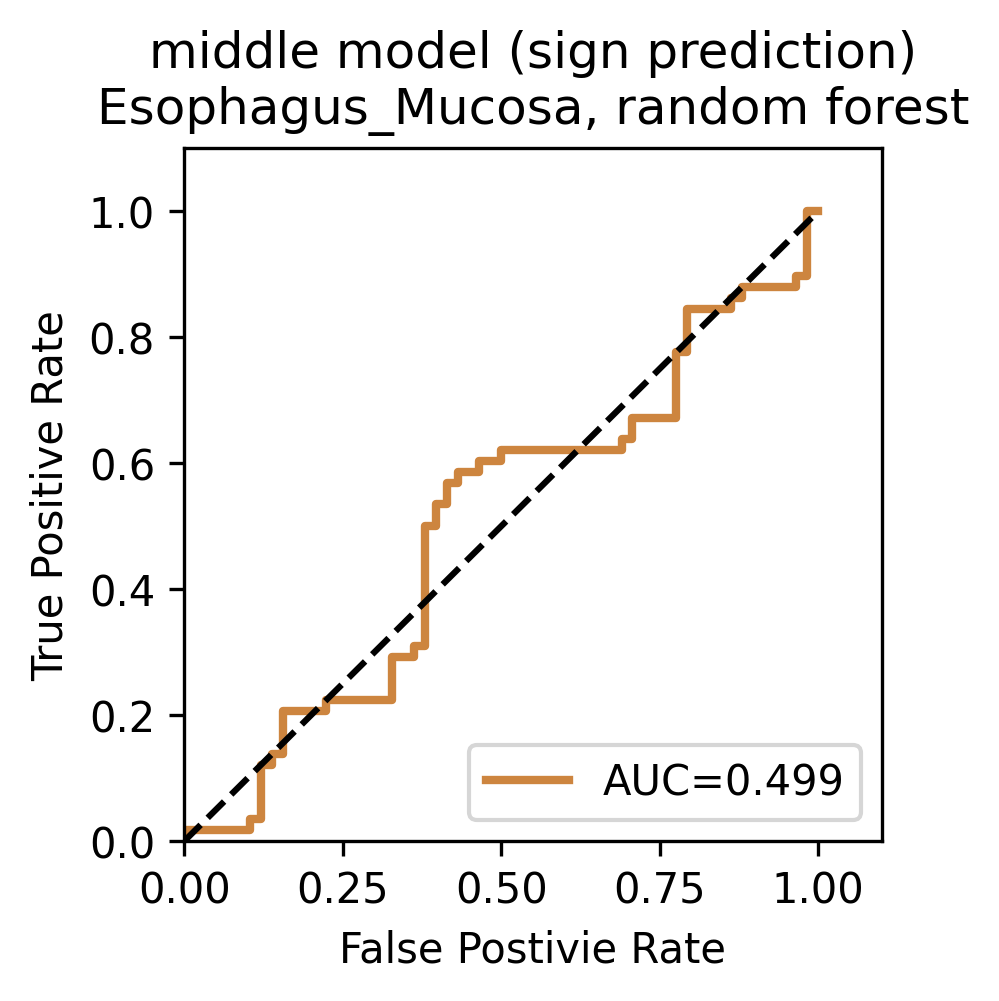 middle model (sign prediction)
Esophagus_Mucosa, random forest
1.0
0.8
0.6
0.4
0.2
0.0
True Positive Rate
AUC=0.499
0.00 0.25 0.50 0.75 1.00
False Postivie Rate